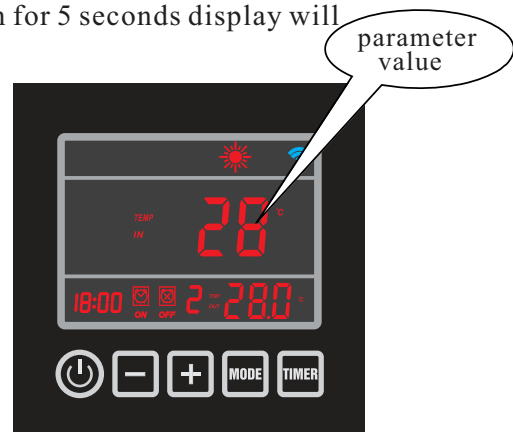 n for 5 seconds display will
parameter
value
TEMP
IN
28 °C
18:00 ON OFF 2 TEMP OUT 28.0 °
MODE TIMER